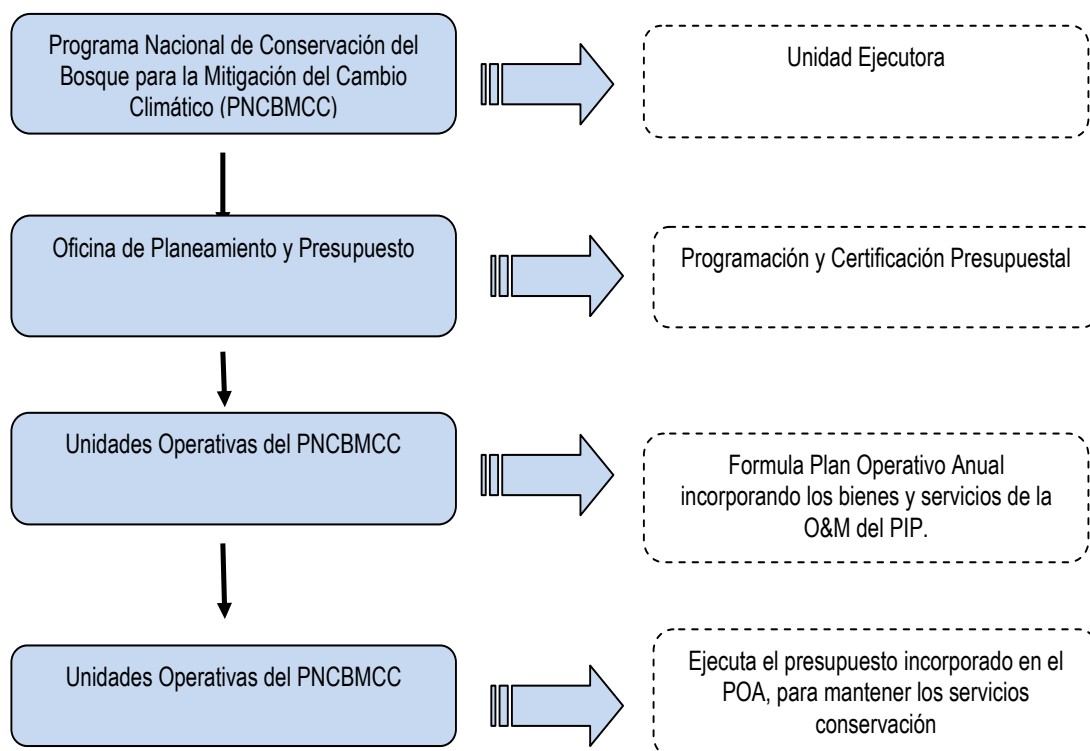 Programa Nacional de Conservación del
Bosque para la Mitigación del Cambio
Climático (PNCBMCC)
Unidad Ejecutora
Oficina de Planeamiento y Presupuesto
Programación y Certificación Presupuestal
Unidades Operativas del PNCBMCC
Formula Plan Operativo Anual
incorporando los bienes y servicios de la
O&M del PIP.
Unidades Operativas del PNCBMCC
Ejecuta el presupuesto incorporado en el
POA, para mantener los servicios
conservación